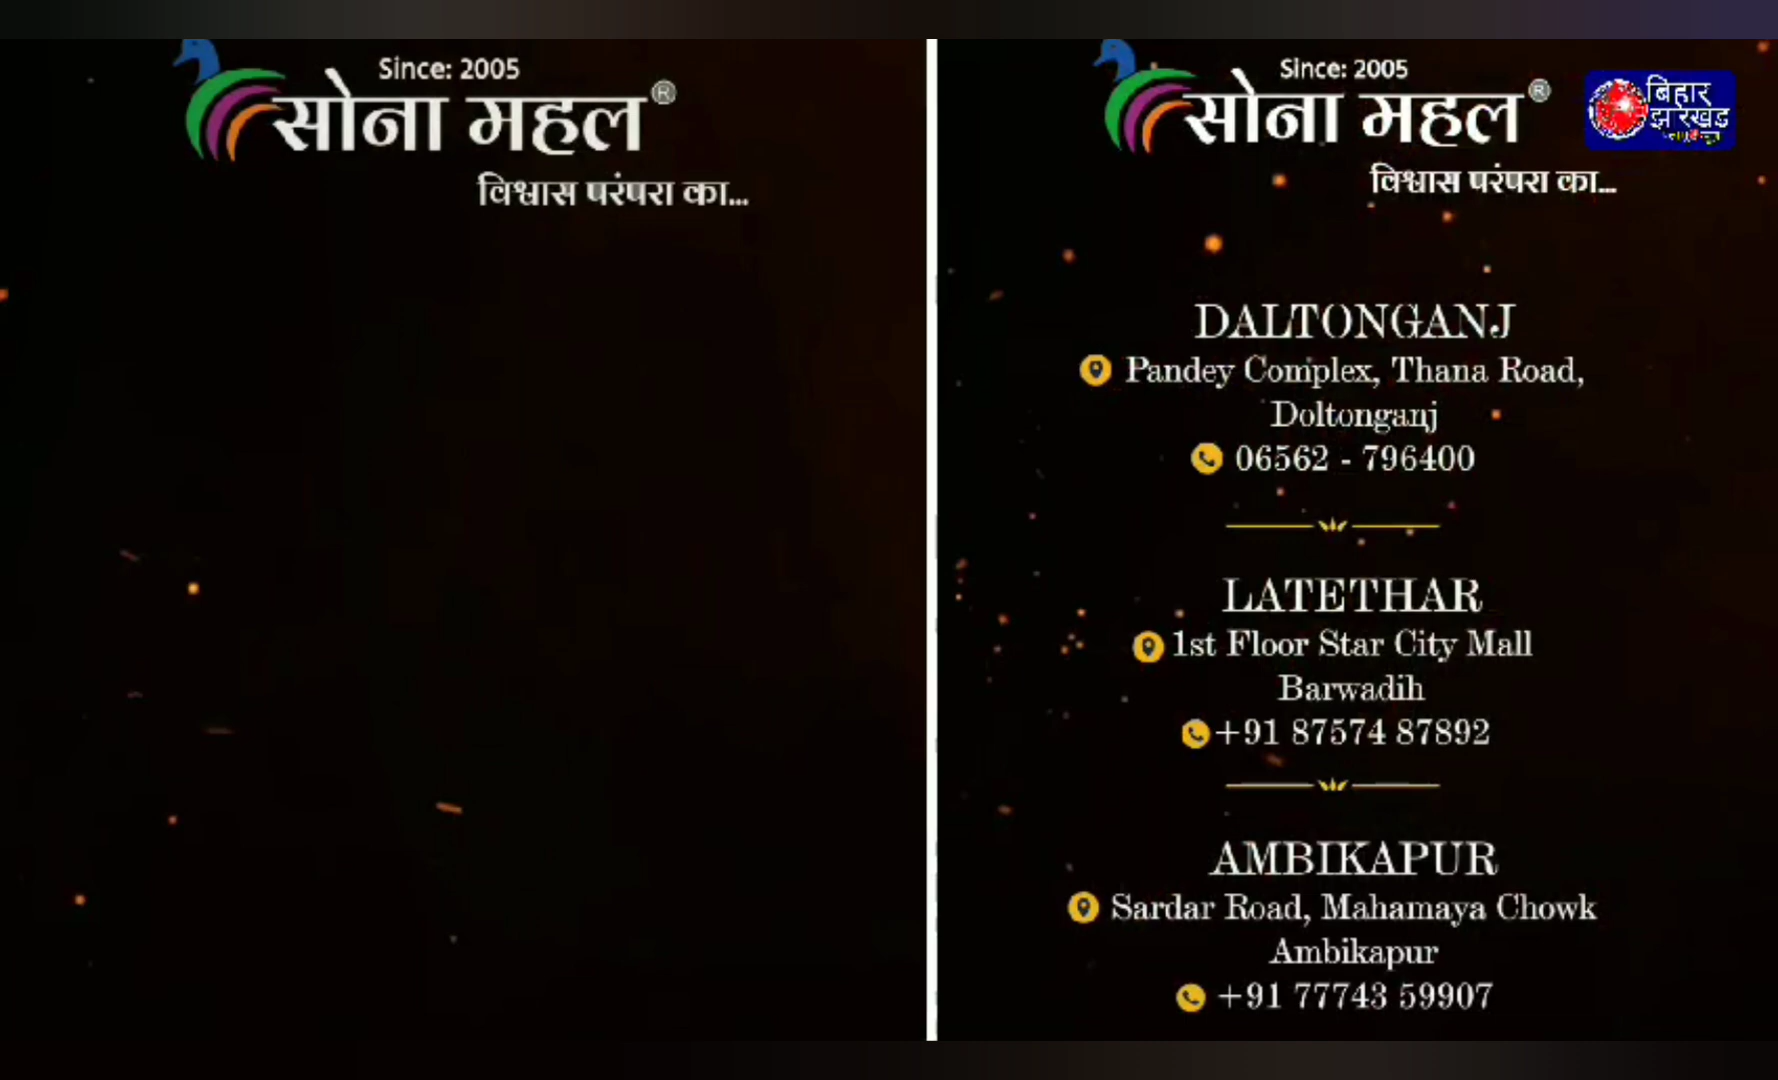 Since: 2005
सोना महल®
विश्वास परंपरा का...
Since: 2005
सोना महल®
विश्वास परंपरा का...
बिहार
झारखंड
DALTONGANJ
Pandey Complex, Thana Road,
Doltonganj
06562 - 796400
LATETHAR
1st Floor Star City Mall
Barwadih
+91 87574 87892
AMBIKAPUR
Sardar Road, Mahamaya Chowk
Ambikapur
+91 77743 59907